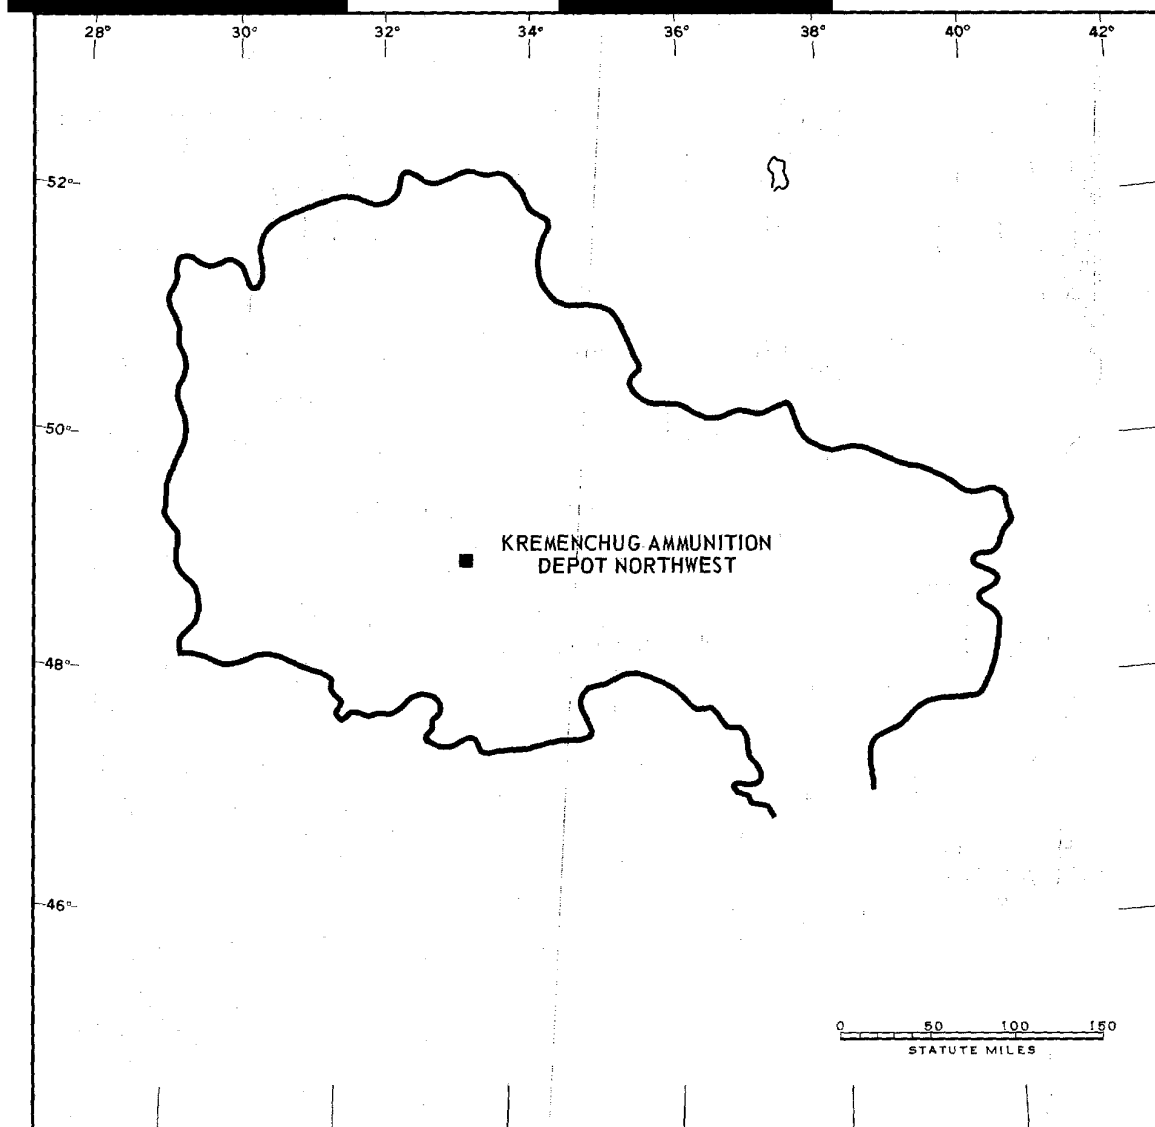 28° 30° 32° 34° 36° 38° 40° 42°
52°
50°
KREMENCHUG AMMUNITION
DEPOT NORTHWEST
48°
46°
0 50 100 150
STATUTE MILES